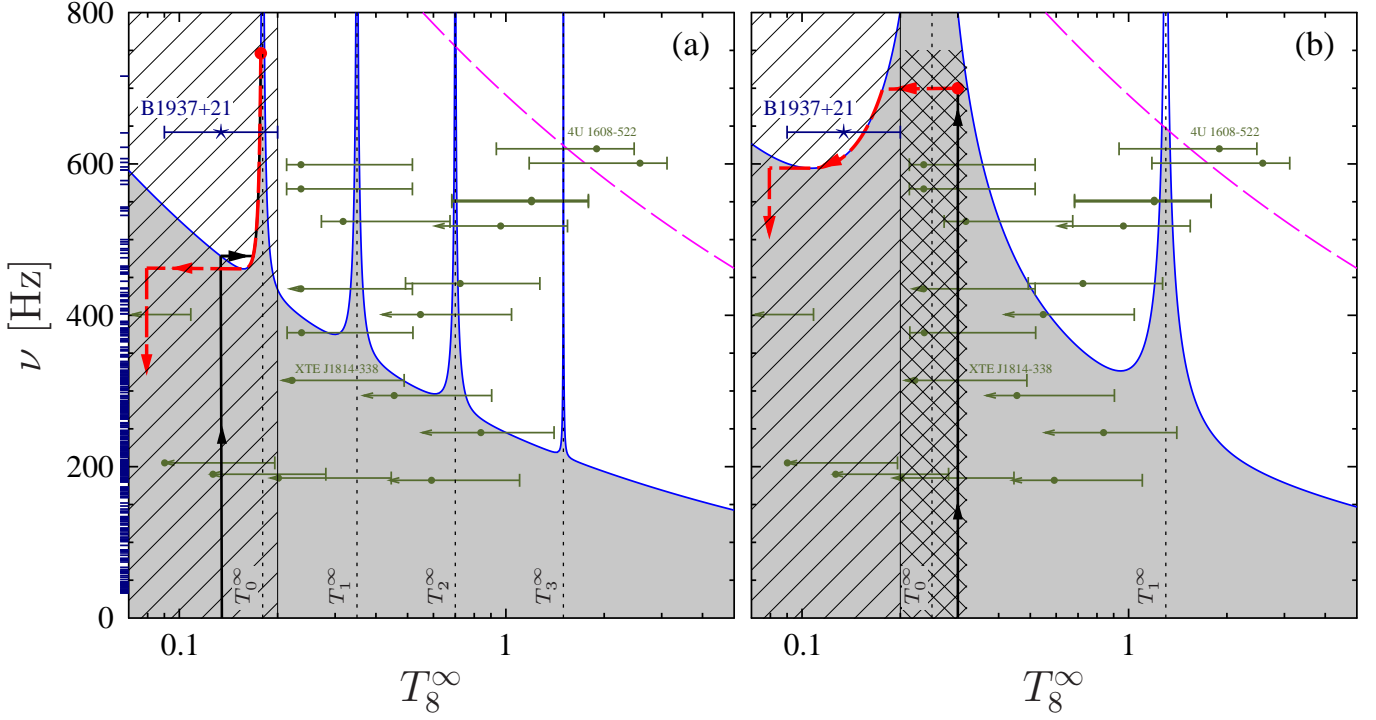 800
600
400
200
0
ν [Hz]
(a)
B1937+21
4U 1608-522
XTE J1814-338
T₀^∞
T₁^∞
T₂^∞
T₃^∞
0.1
1
T₈^∞
(b)
B1937+21
4U 1608-522
XTE J1814-338
T₀^∞
T₁^∞
0.1
1
T₈^∞